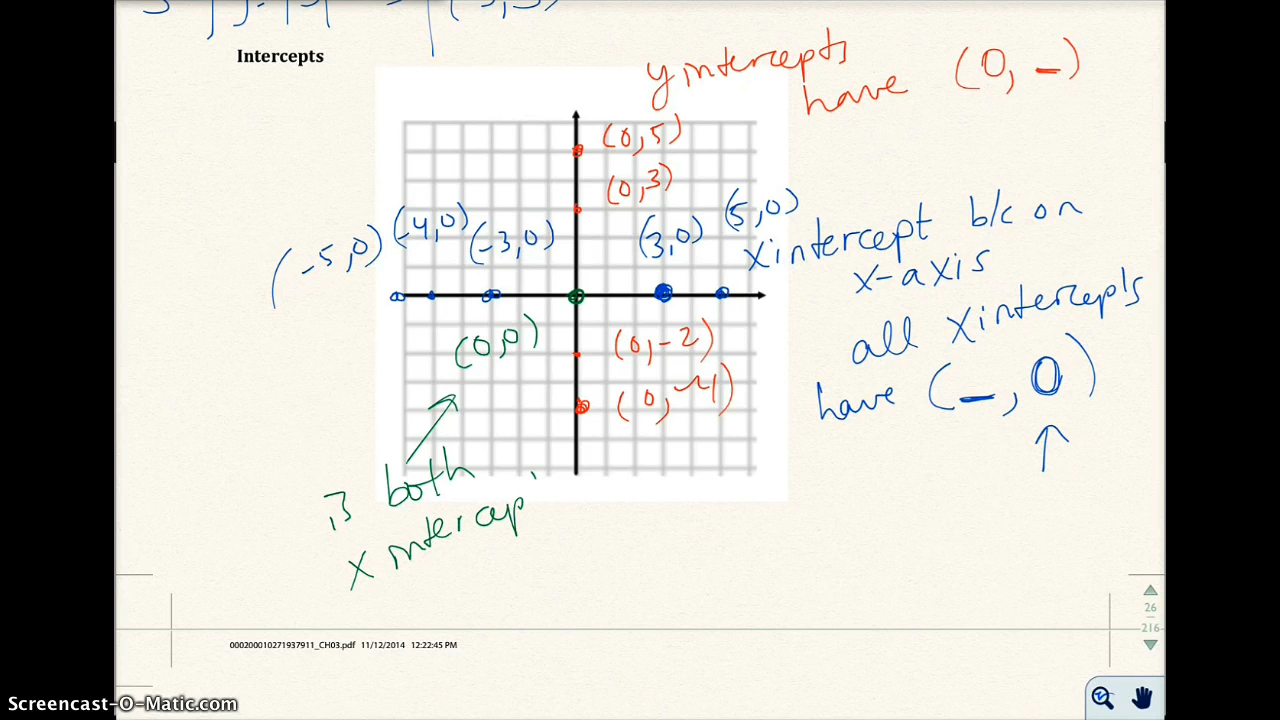 Intercepts
y intercepts
have (0, _)
(0,5)
(0,3)
(-5,0)
(-4,0)
(-3,0)
(3,0)
(5,0)
x intercept b/c on
x-axis
all x intercepts
have (_, 0)
(0,0)
(0,-2)
(0,-4)
is both
x intercep
000200010271937911_CH03.pdf 11/12/2014 12:22:45 PM
26
216
Screencast-O-Matic.com